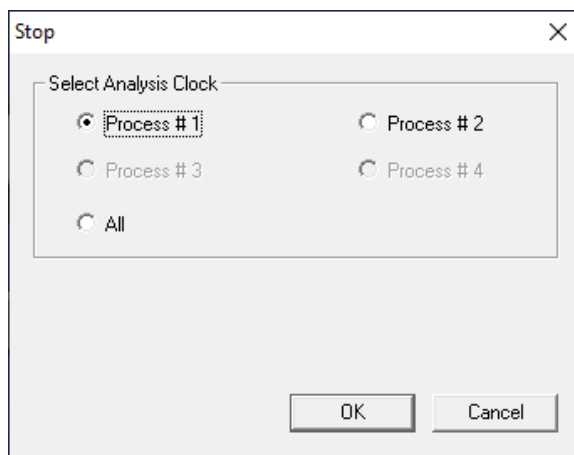 Stop
Select Analysis Clock
Process # 1
Process # 2
Process # 3
Process # 4
All
OK
Cancel